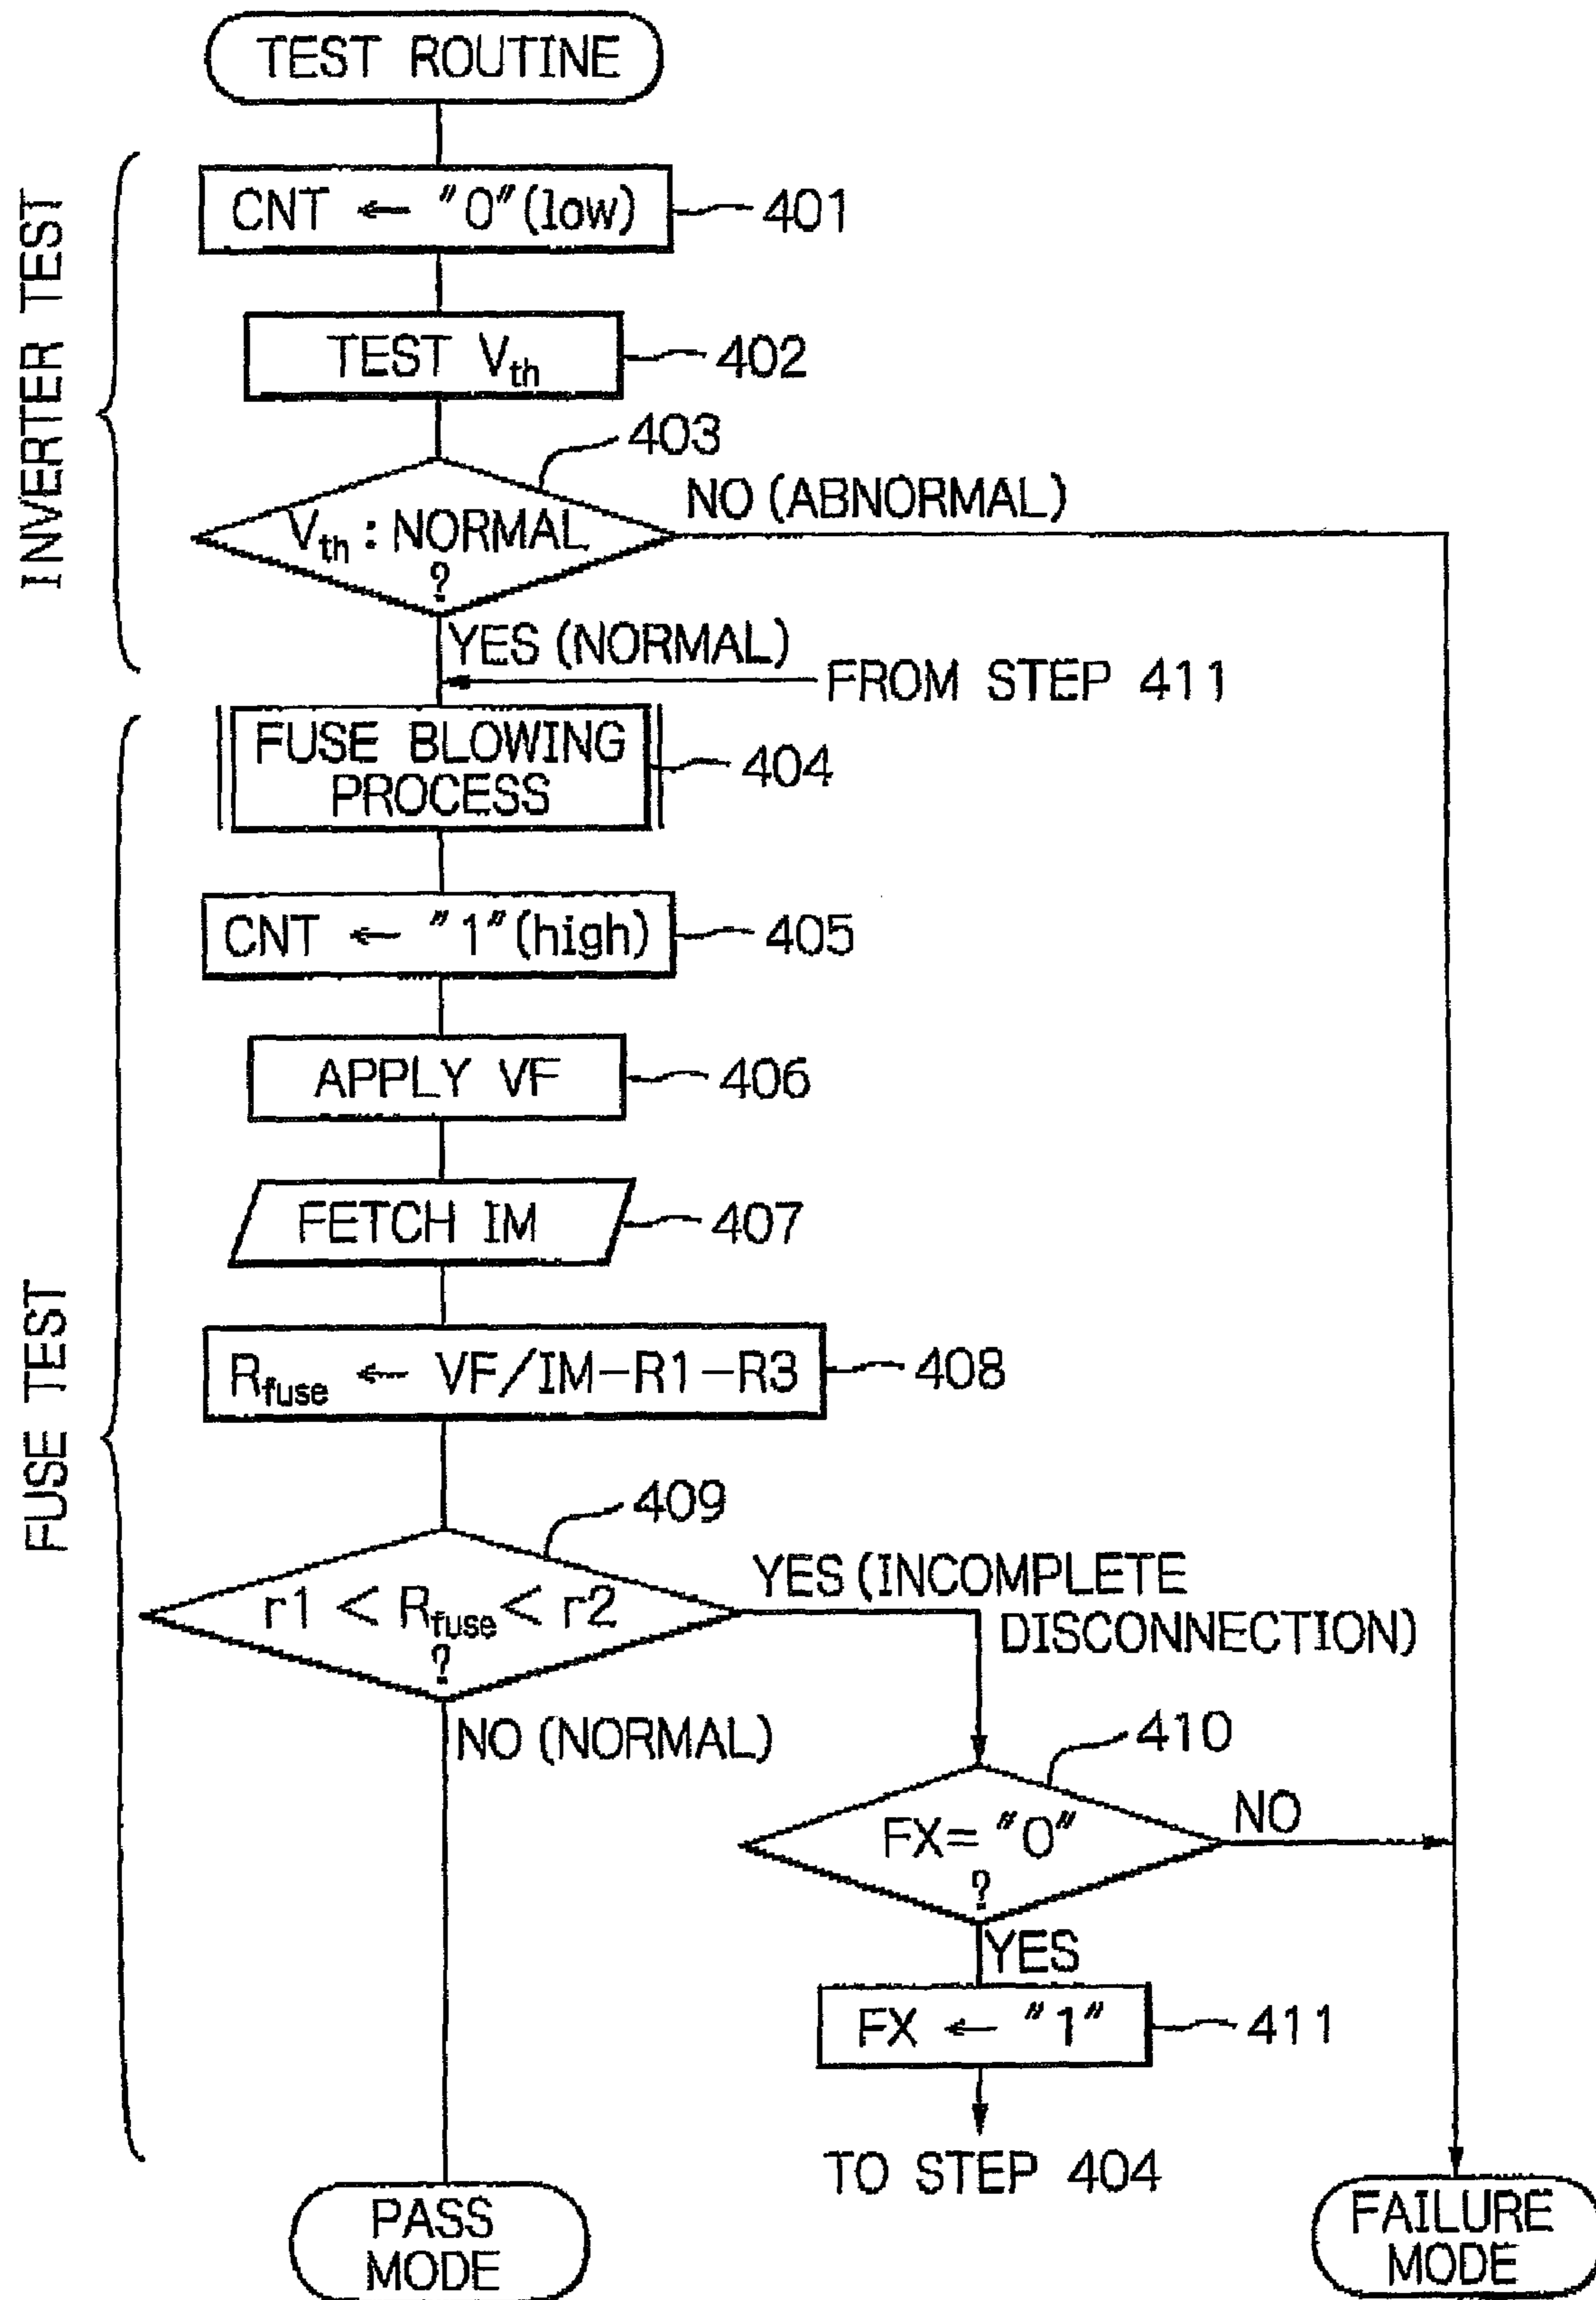 TEST ROUTINE
INVERTER TEST
CNT ← "0"(low)
401
TEST Vth
402
403
Vth : NORMAL
?
NO (ABNORMAL)
YES (NORMAL)
FROM STEP 411
FUSE TEST
FUSE BLOWING
PROCESS
404
CNT ← "1"(high)
405
APPLY VF
406
FETCH IM
407
Rfuse ← VF/IM-R1-R3
408
409
r1 < Rfuse < r2
?
YES (INCOMPLETE
DISCONNECTION)
NO (NORMAL)
410
FX= "0"
?
NO
YES
FX ← "1"
411
TO STEP 404
PASS
MODE
FAILURE
MODE